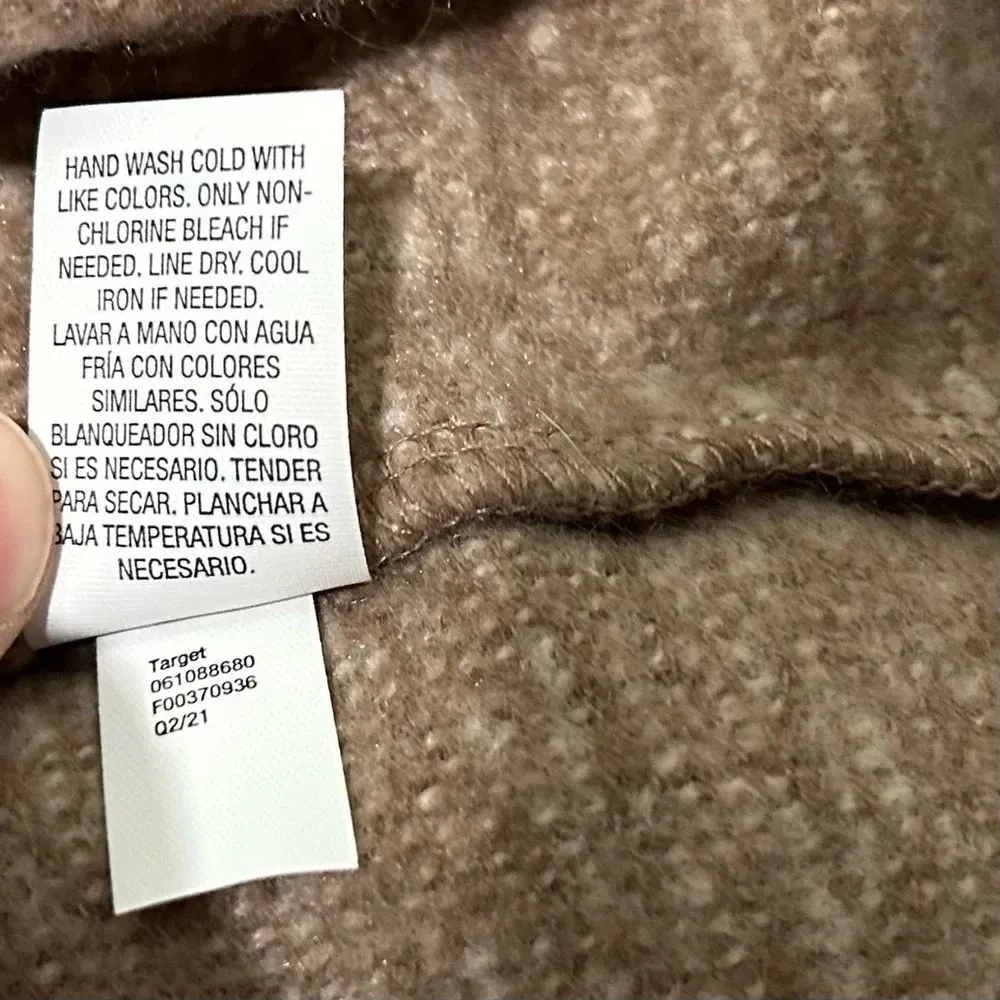 HAND WASH COLD WITH
LIKE COLORS. ONLY NON-
CHLORINE BLEACH IF
NEEDED. LINE DRY. COOL
IRON IF NEEDED.
LAVAR A MANO CON AGUA
FRÍA CON COLORES
SIMILARES. SÓLO
BLANQUEADOR SIN CLORO
SI ES NECESARIO. TENDER
PARA SECAR. PLANCHAR A
BAJA TEMPERATURA SI ES
NECESARIO.
Target
061088680
F00370936
Q2/21